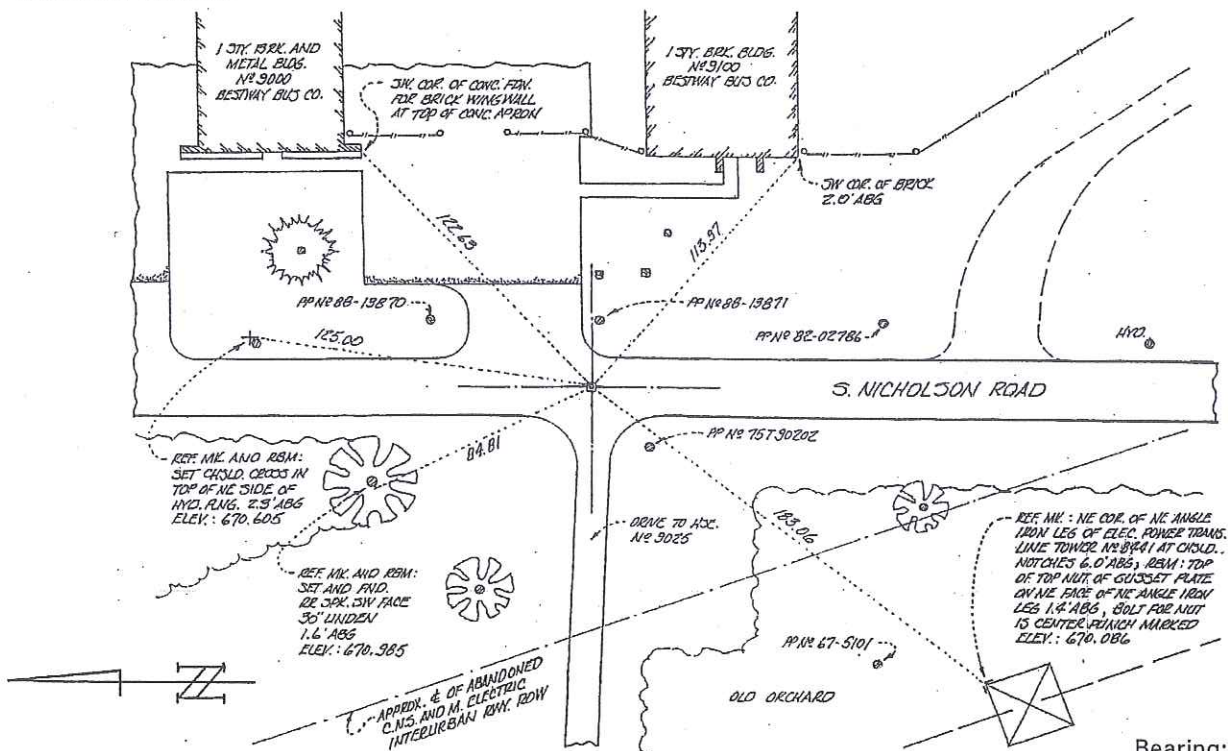 1 STY. BRK. AND
METAL BLDG.
Nº 9000
BESTWAY BUS CO.
SW. COR. OF CONC. FDN.
FOR BRICK WINGWALL
AT TOP OF CONC. APRON
1 STY. BRK. BLDG.
Nº 9100
BESTWAY BUS CO.
SW COR. OF BRICK
2.0' ABG
122.63
113.97
PP Nº 88-19870
PP Nº 88-19871
PP Nº 82-02786
HYD.
125.00
S. NICHOLSON ROAD
84.81
PP Nº 75T90202
183.06
REF. MK. AND RBM:
SET CHSLD. CROSS IN
TOP OF NE SIDE OF
HYD. FLNG. 2.9' ABG
ELEV.: 670.605
DRIVE TO HSE.
Nº 9025
REF. MK. AND RBM:
SET AND FND.
RR SPK. SW FACE
36" LINDEN
1.6' ABG
ELEV.: 670.985
REF. MK.: NE COR. OF NE ANGLE
IRON LEG OF ELEC. POWER TRANS.
LINE TOWER Nº AT CHSLD.
NOTCHES 6.0' ABG; RBM: TOP
OF TOP NUT OF GUSSET PLATE
ON NE FACE OF NE ANGLE IRON
LEG 1.4' ABG, BOLT FOR NUT
IS CENTER PUNCH MARKED
ELEV.: 670.086
PP Nº 67-5101
OLD ORCHARD
APPROX. ℄ OF ABANDONED
C.N.S. AND M. ELECTRIC
INTERURBAN RWY. ROW
N
Bearing: